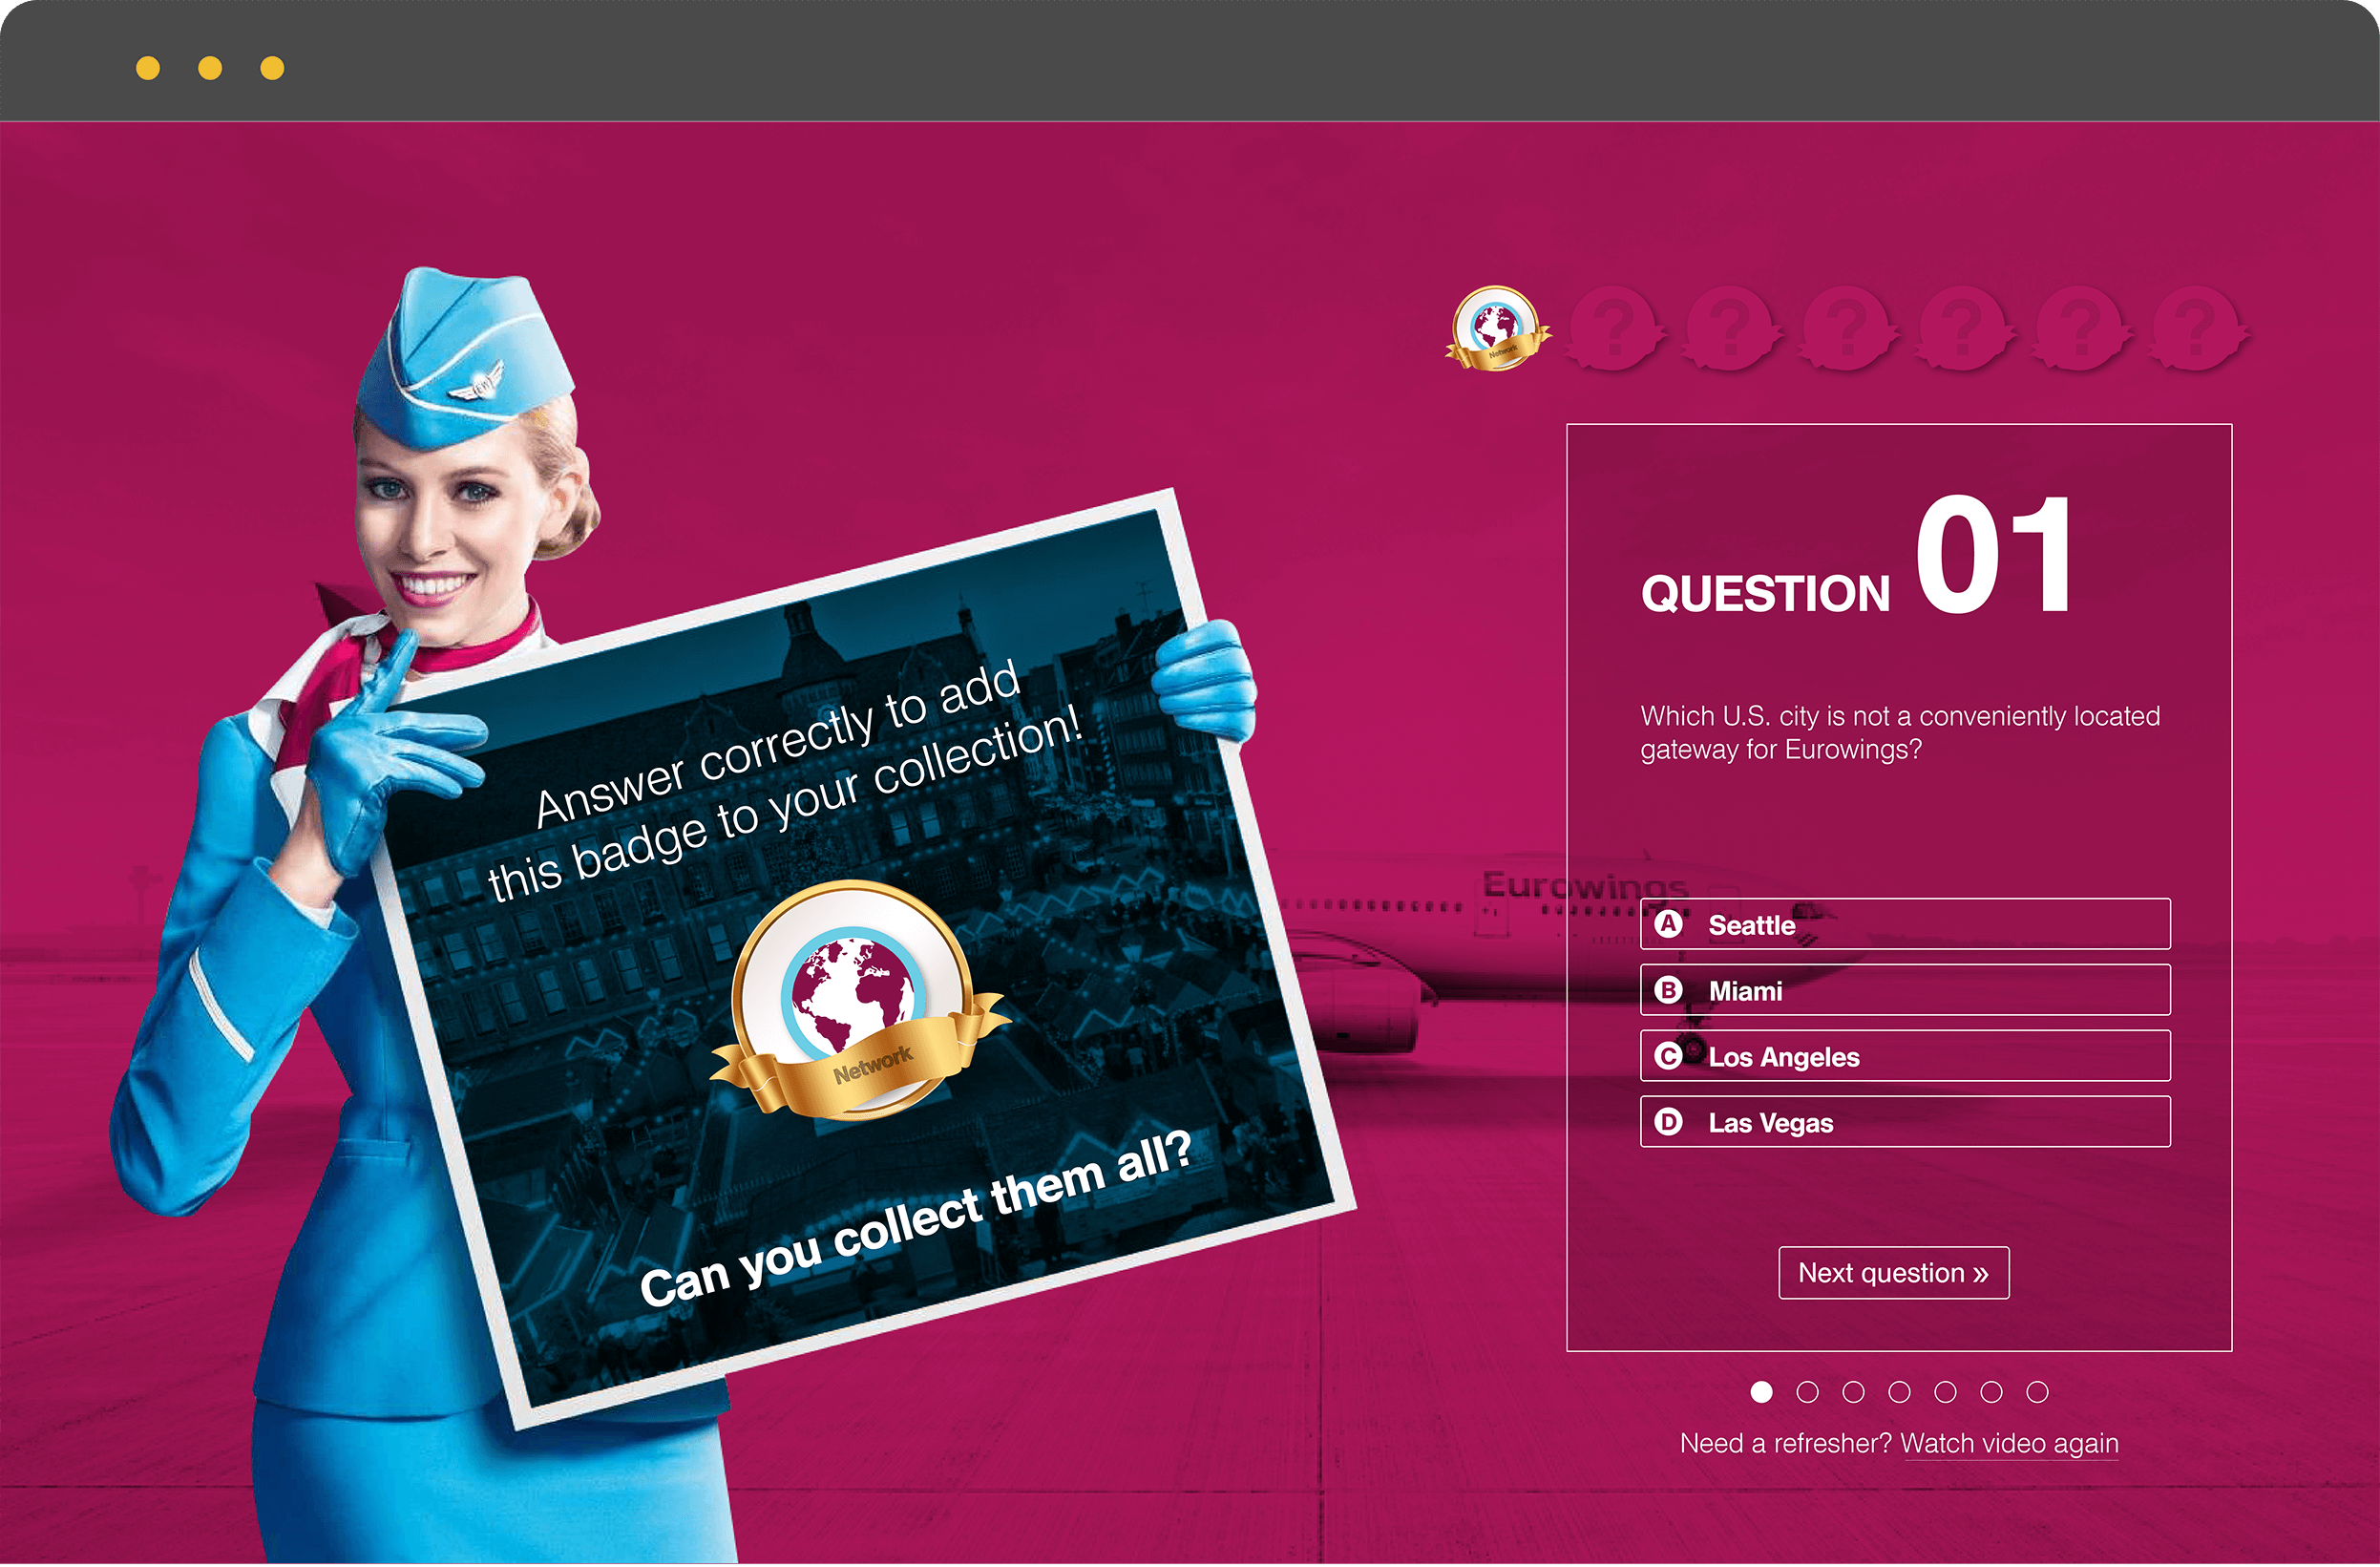 EW
Answer correctly to add
this badge to your collection!
Network
Can you collect them all?
Network
? ? ? ? ? ?
QUESTION 01
Which U.S. city is not a conveniently located
gateway for Eurowings?
Eurowings
A Seattle
B Miami
C Los Angeles
D Las Vegas
Next question »
Need a refresher? Watch video again